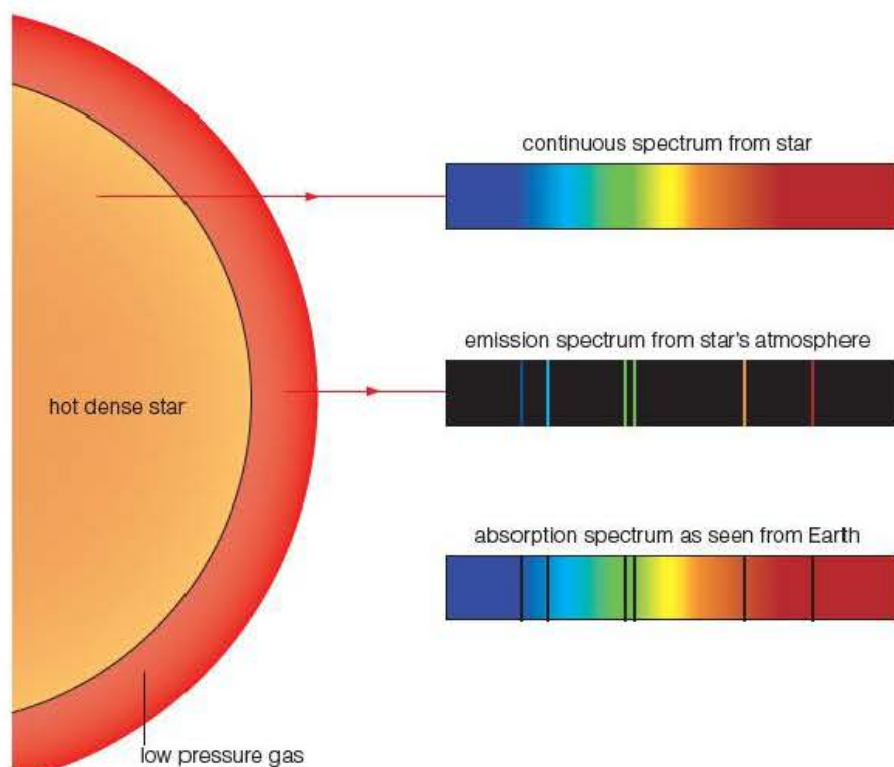 continuous spectrum from star
emission spectrum from star's atmosphere
hot dense star
absorption spectrum as seen from Earth
low pressure gas